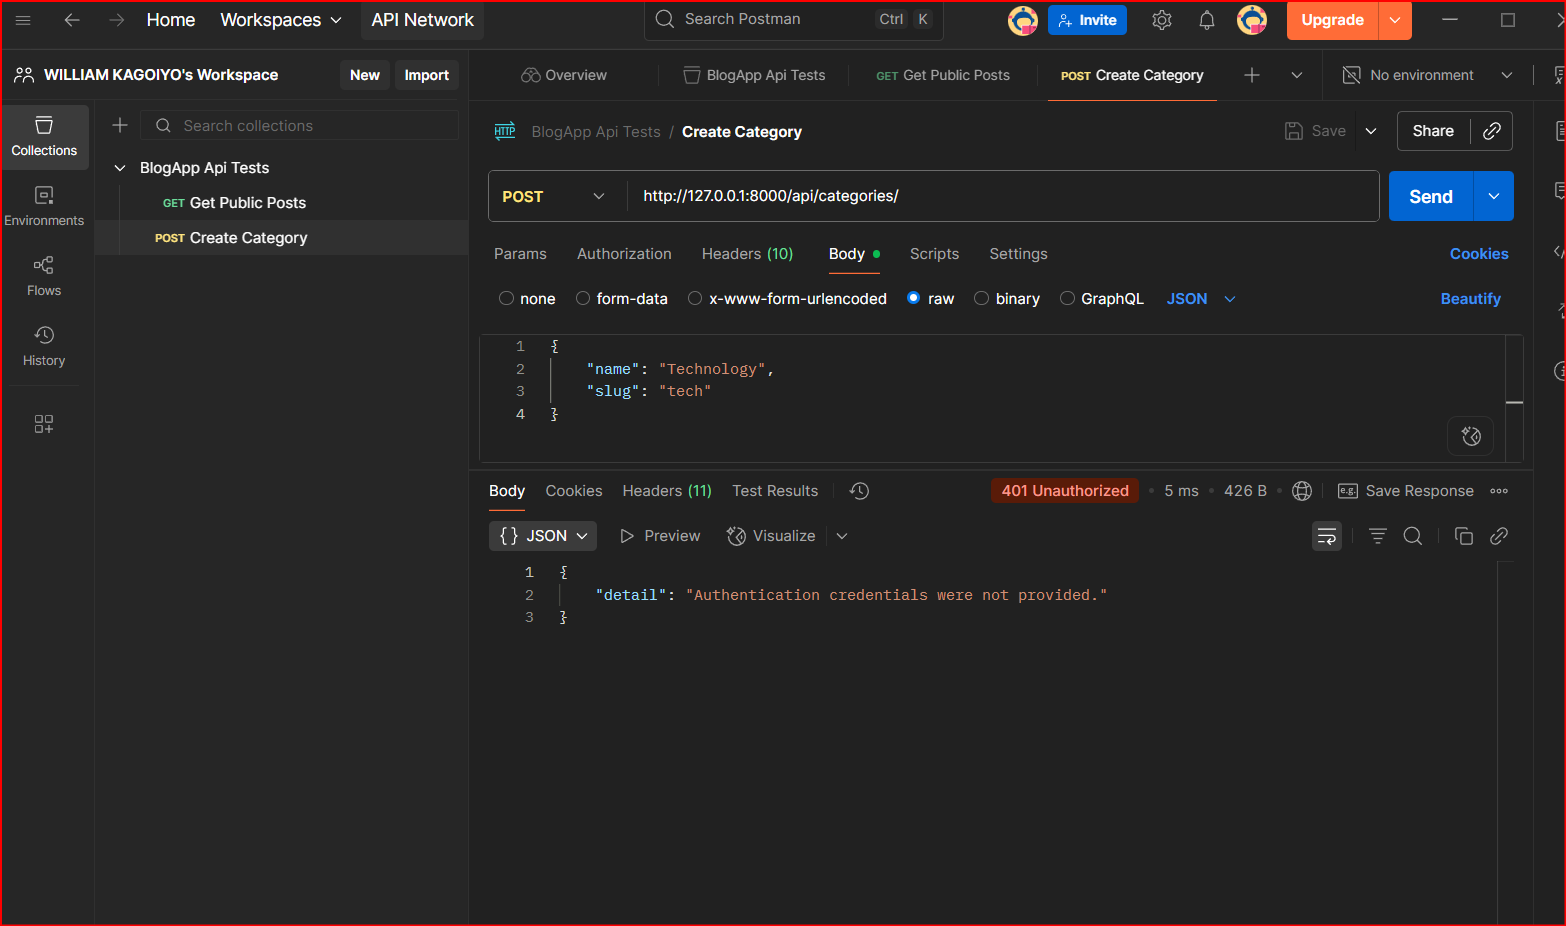 Home Workspaces API Network Search Postman Ctrl K Invite Upgrade
WILLIAM KAGOIYO's Workspace New Import
Overview BlogApp Api Tests GET Get Public Posts POST Create Category No environment
Collections
Environments
Flows
History
Search collections
BlogApp Api Tests
GET Get Public Posts
POST Create Category
HTTP BlogApp Api Tests / Create Category Save Share
POST http://127.0.0.1:8000/api/categories/ Send
Params Authorization Headers (10) Body Scripts Settings Cookies
none form-data x-www-form-urlencoded raw binary GraphQL JSON Beautify
1 {
2 "name": "Technology",
3 "slug": "tech"
4 }
Body Cookies Headers (11) Test Results 401 Unauthorized • 5 ms • 426 B • e.g. Save Response
{} JSON Preview Visualize
1 {
2 "detail": "Authentication credentials were not provided."
3 }